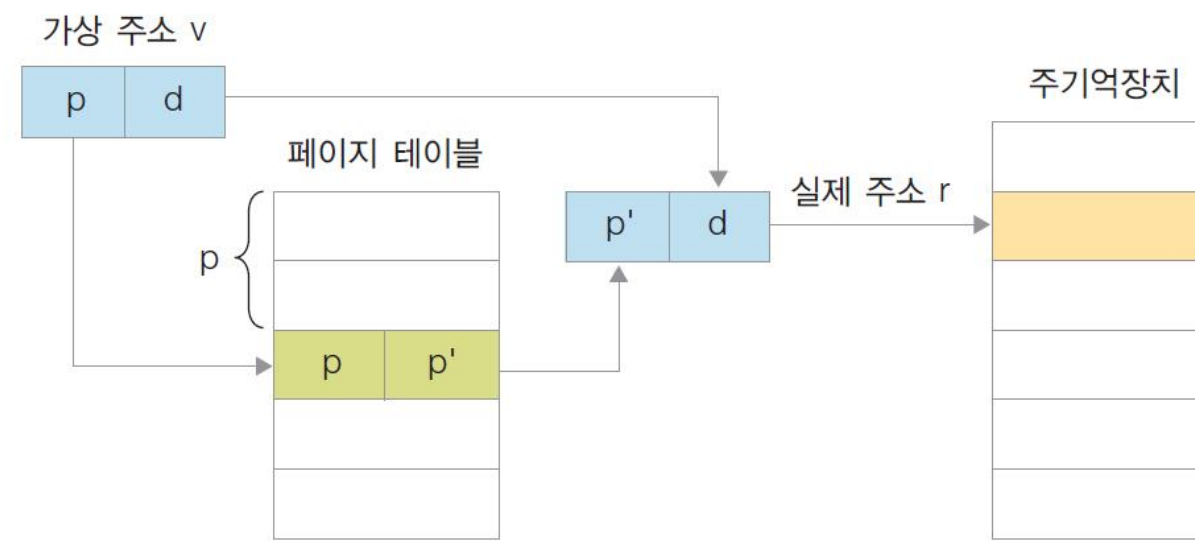 가상 주소 v
p d
주기억장치
페이지 테이블
p' d
실제 주소 r
p
p p'